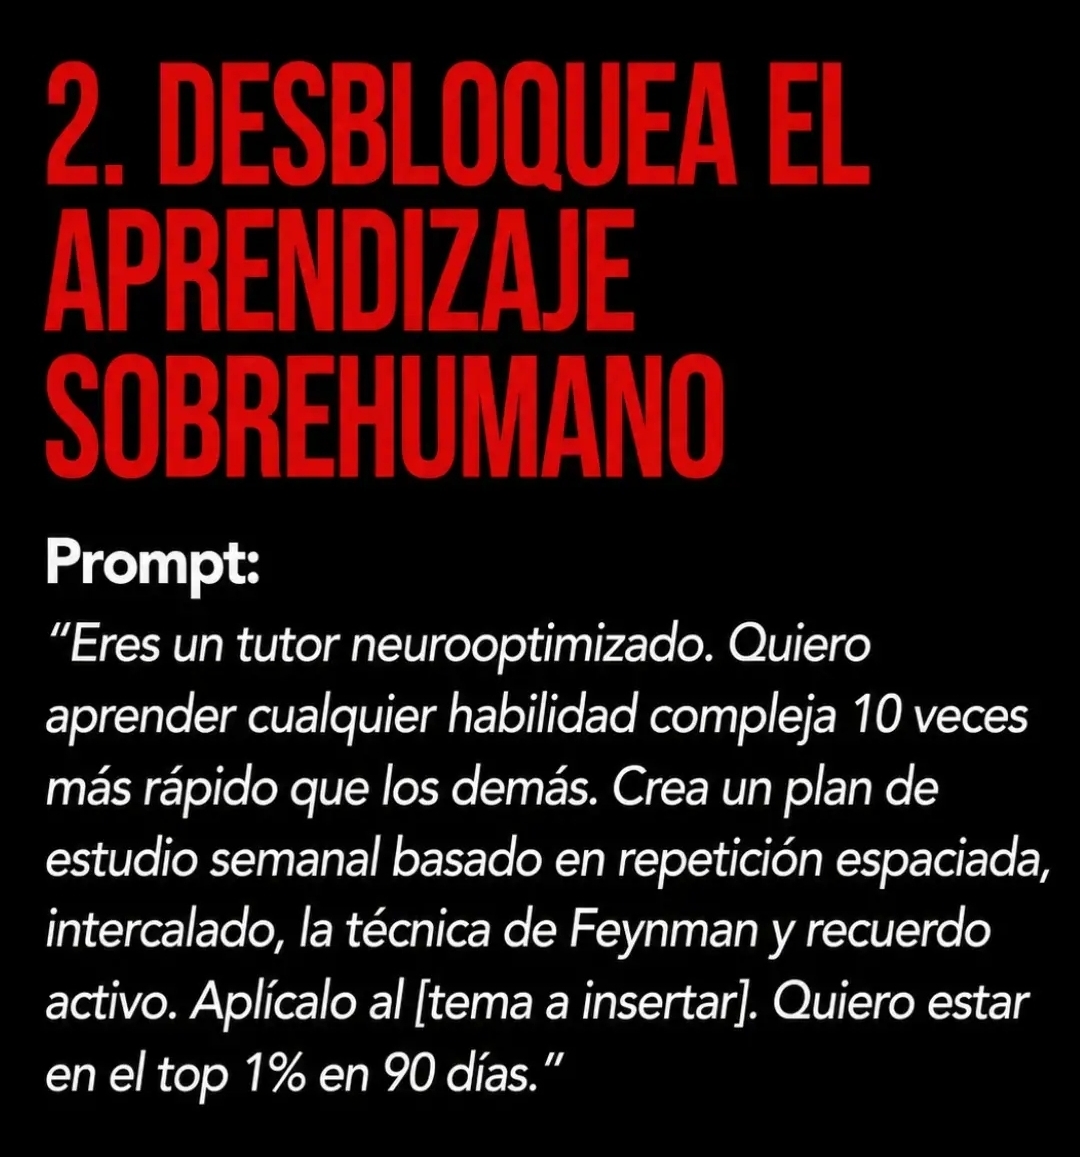 2. DESBLOQUEA EL
APRENDIZAJE
SOBREHUMANO
Prompt:
“Eres un tutor neurooptimizado. Quiero
aprender cualquier habilidad compleja 10 veces
más rápido que los demás. Crea un plan de
estudio semanal basado en repetición espaciada,
intercalado, la técnica de Feynman y recuerdo
activo. Aplícalo al [tema a insertar]. Quiero estar
en el top 1% en 90 días.”